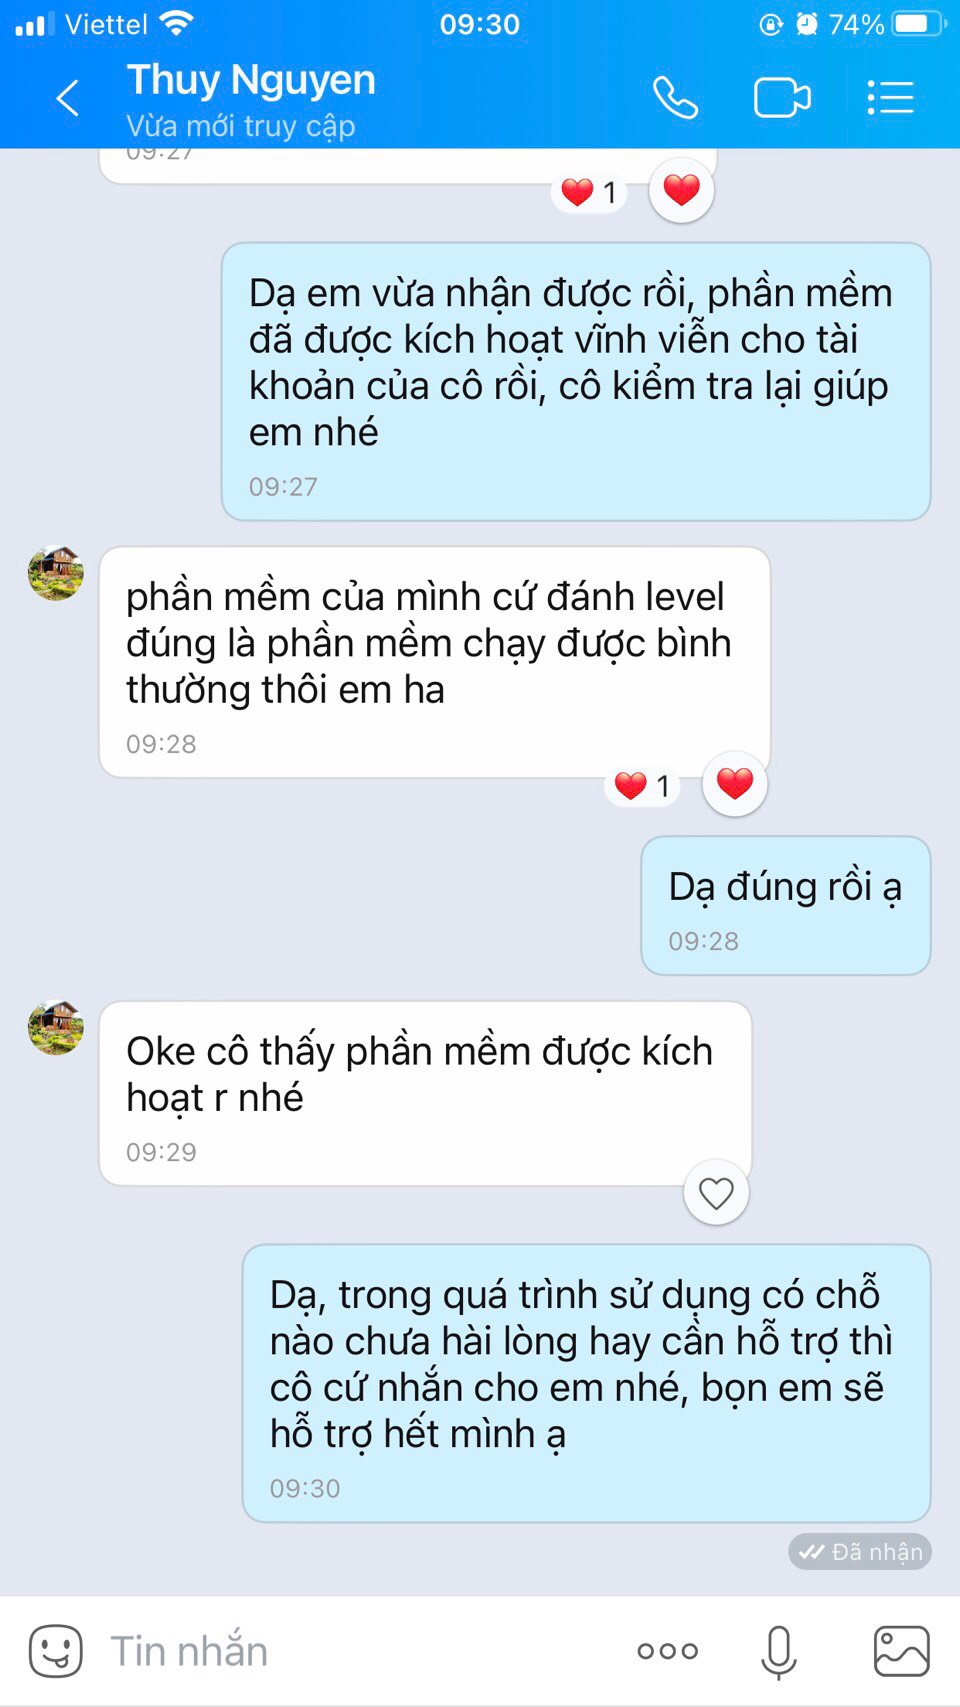 Viettel 09:30 74%
Thuy Nguyen
Vừa mới truy cập
09:27
1
Dạ em vừa nhận được rồi, phần mềm
đã được kích hoạt vĩnh viễn cho tài
khoản của cô rồi, cô kiểm tra lại giúp
em nhé
09:27
phần mềm của mình cứ đánh level
đúng là phần mềm chạy được bình
thường thôi em ha
09:28
1
Dạ đúng rồi ạ
09:28
Oke cô thấy phần mềm được kích
hoạt r nhé
09:29
Dạ, trong quá trình sử dụng có chỗ
nào chưa hài lòng hay cần hỗ trợ thì
cô cứ nhắn cho em nhé, bọn em sẽ
hỗ trợ hết mình ạ
09:30
Đã nhận
Tin nhắn